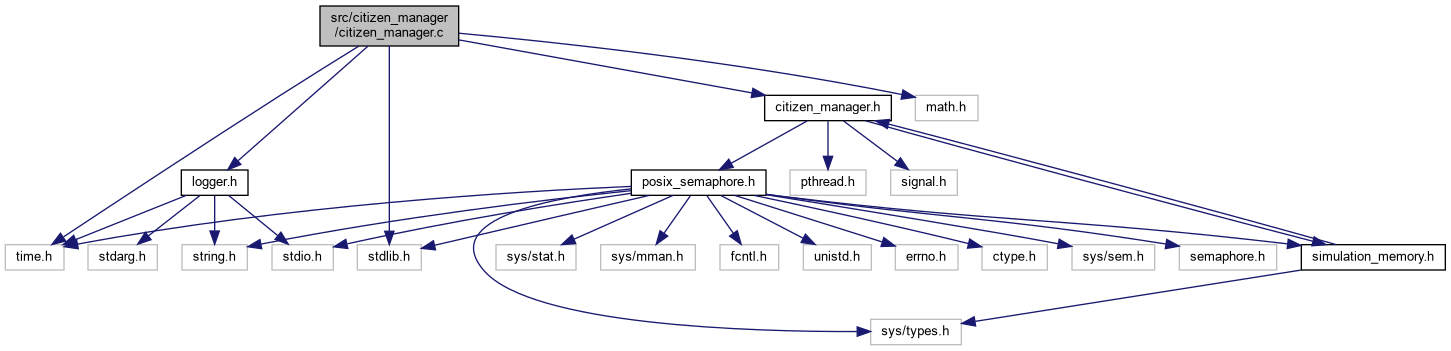 src/citizen_manager
/citizen_manager.c
citizen_manager.h
math.h
logger.h
posix_semaphore.h
pthread.h
signal.h
time.h
stdarg.h
string.h
stdio.h
stdlib.h
sys/stat.h
sys/mman.h
fcntl.h
unistd.h
errno.h
ctype.h
sys/sem.h
semaphore.h
simulation_memory.h
sys/types.h